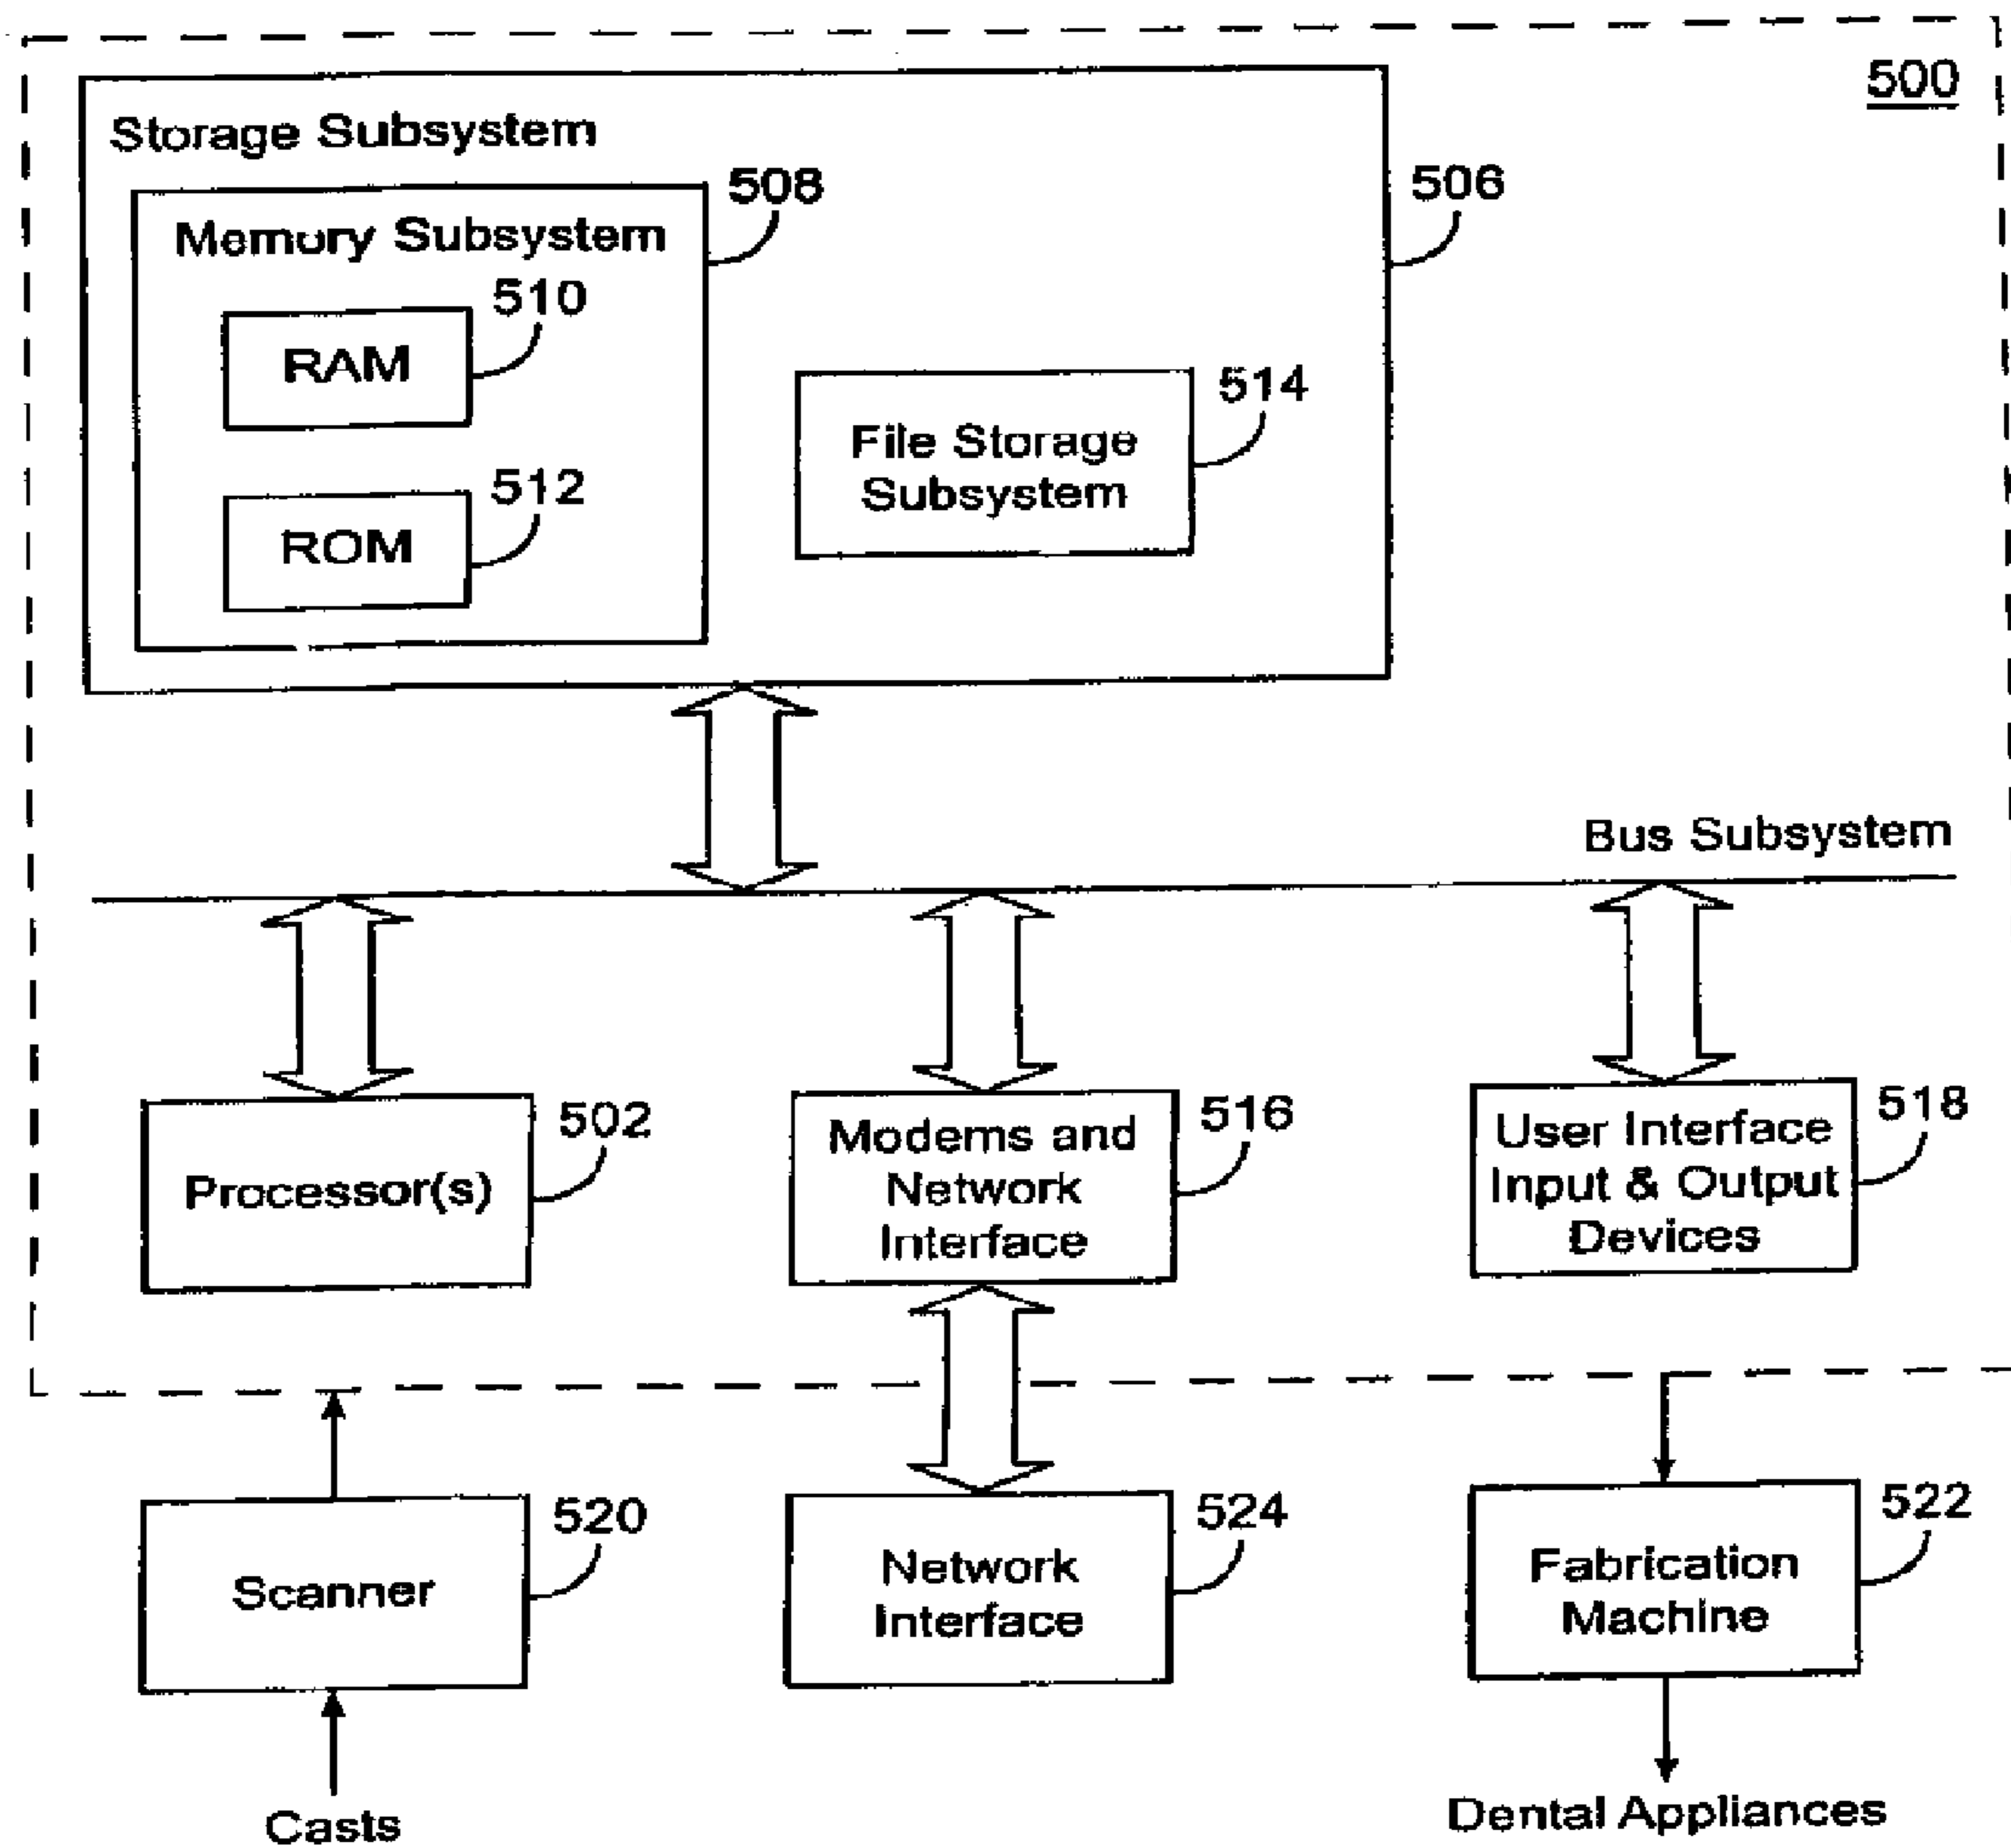 500
Storage Subsystem
508
506
Memory Subsystem
510
RAM
514
File Storage
Subsystem
512
ROM
Bus Subsystem
502
Processor(s)
516
Modems and
Network
Interface
518
User Interface
Input & Output
Devices
520
Scanner
524
Network
Interface
522
Fabrication
Machine
Casts
Dental Appliances